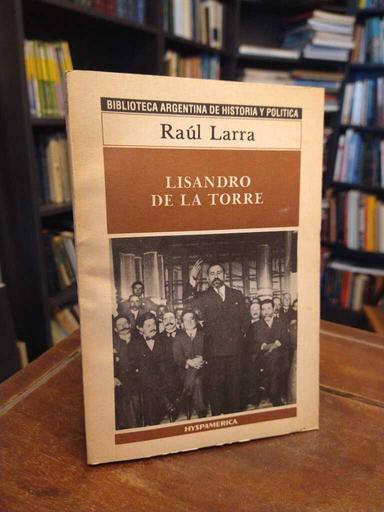 BIBLIOTECA ARGENTINA DE HISTORIA Y POLITICA
Raúl Larra
LISANDRO
DE LA TORRE
HYSPAMERICA